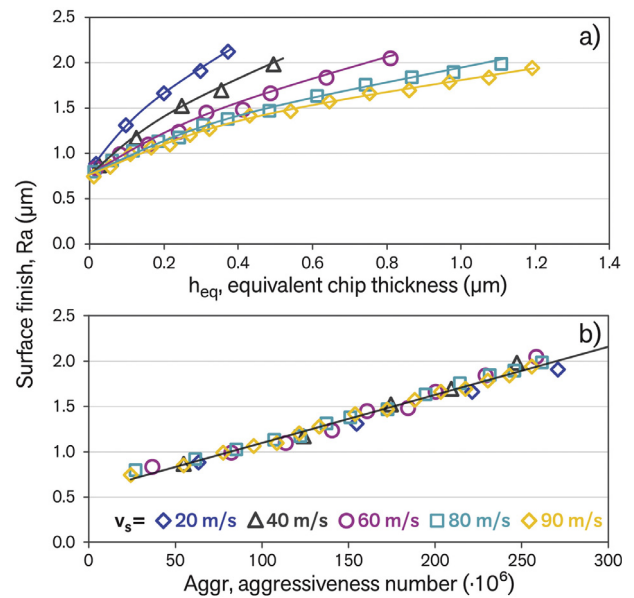 Surface finish, Ra (μm)
a)
2.5
2.0
1.5
1.0
0.5
0.0
0 0.2 0.4 0.6 0.8 1.0 1.2 1.4
heq, equivalent chip thickness (μm)
b)
2.5
2.0
1.5
1.0
0.5
0.0
vs= 20 m/s 40 m/s 60 m/s 80 m/s 90 m/s
0 50 100 150 200 250 300
Aggr, aggressiveness number (·10⁶)